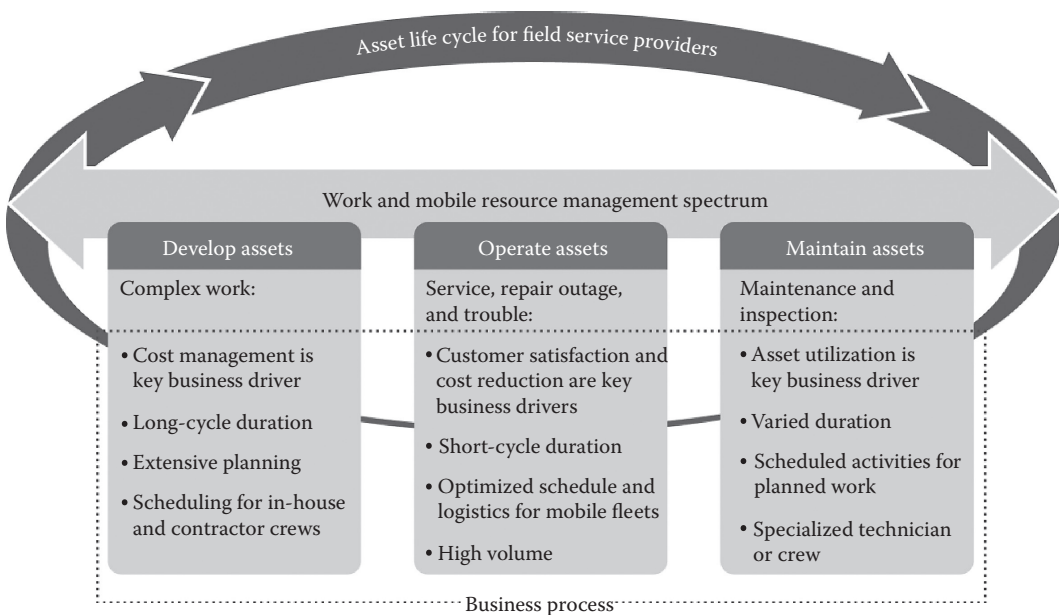 Asset life cycle for field service providers
Work and mobile resource management spectrum
Develop assets
Complex work:
• Cost management is
key business driver
• Long-cycle duration
• Extensive planning
• Scheduling for in-house
and contractor crews
Operate assets
Service, repair outage,
and trouble:
• Customer satisfaction and
cost reduction are key
business drivers
• Short-cycle duration
• Optimized schedule and
logistics for mobile fleets
• High volume
Maintain assets
Maintenance and
inspection:
• Asset utilization is
key business driver
• Varied duration
• Scheduled activities for
planned work
• Specialized technician
or crew
Business process